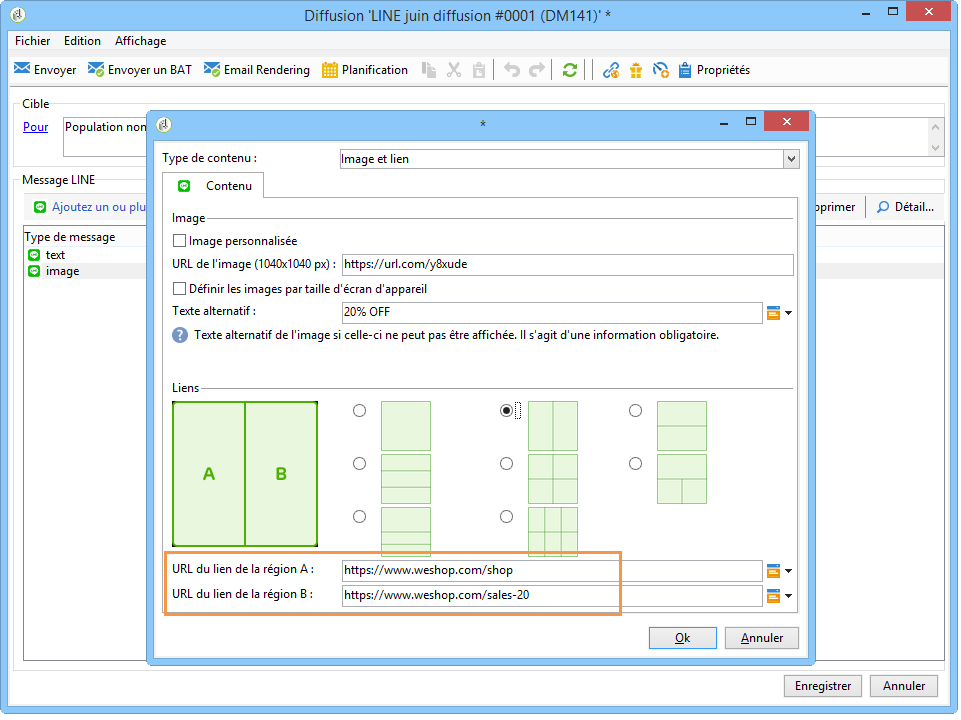 Diffusion 'LINE juin diffusion #0001 (DM141)' *
Fichier Edition Affichage
Envoyer Envoyer un BAT Email Rendering Planification Propriétés
Cible
Pour Population non
*
Type de contenu : Image et lien
Message LINE
Contenu
Ajoutez un ou plu pprimer Détail...
Type de message
text
image
Image
Image personnalisée
URL de l'image (1040x1040 px) : https://url.com/y8xude
Définir les images par taille d'écran d'appareil
Texte alternatif : 20% OFF
? Texte alternatif de l'image si celle-ci ne peut pas être affichée. Il s'agit d'une information obligatoire.
Liens
A B
URL du lien de la région A : https://www.weshop.com/shop
URL du lien de la région B : https://www.weshop.com/sales-20
Ok Annuler
Enregistrer Annuler